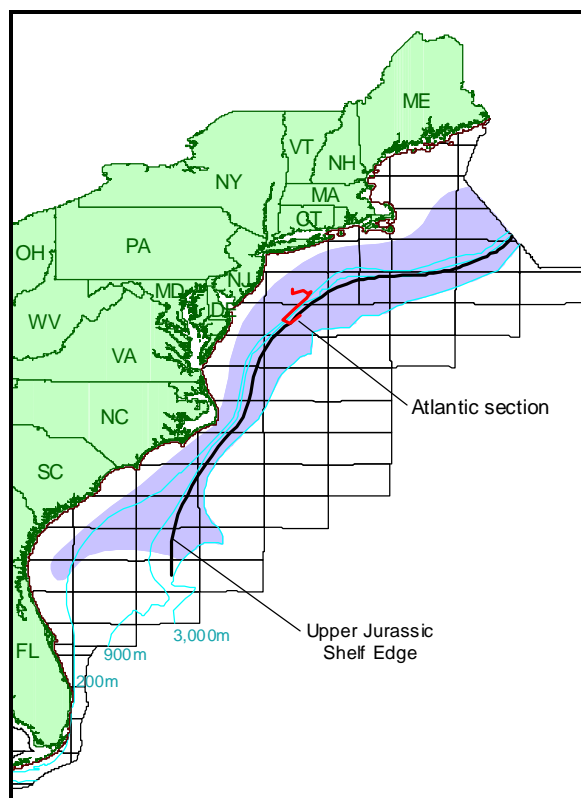 ME
VT
NH
NY
MA
CT
PA
OH
NJ
MD
DE
WV
VA
Atlantic section
NC
SC
Upper Jurassic
Shelf Edge
3,000m
FL
900m
200m